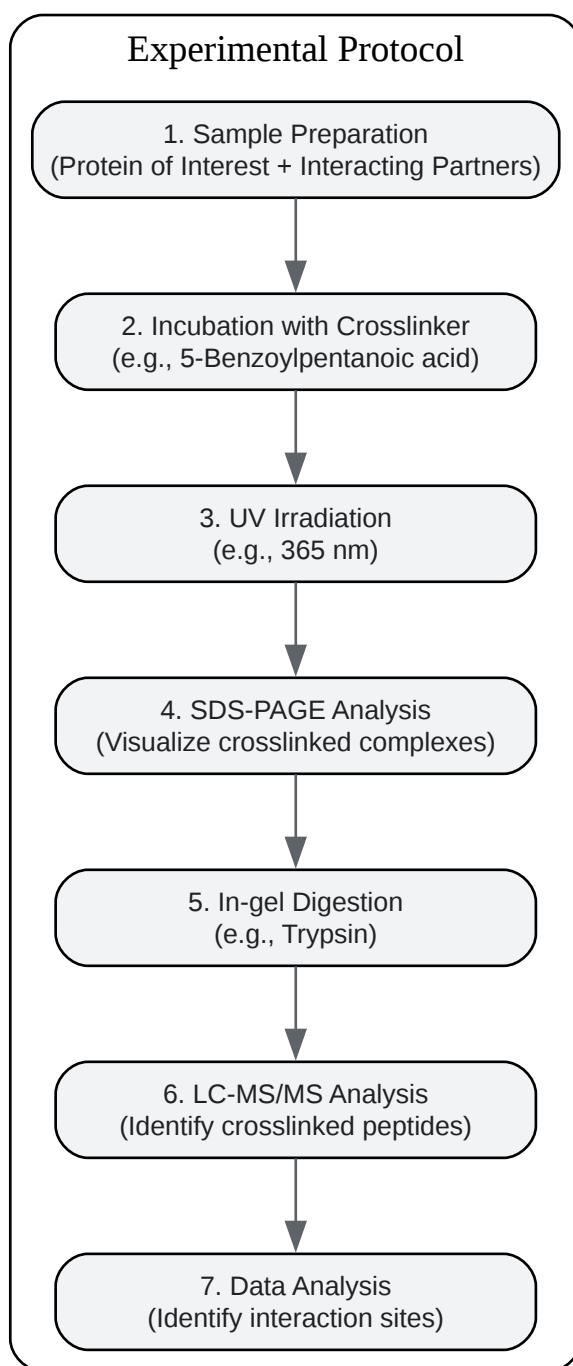 Experimental Protocol
1. Sample Preparation
(Protein of Interest + Interacting Partners)
2. Incubation with Crosslinker
(e.g., 5-Benzoylpentanoic acid)
3. UV Irradiation
(e.g., 365 nm)
4. SDS-PAGE Analysis
(Visualize crosslinked complexes)
5. In-gel Digestion
(e.g., Trypsin)
6. LC-MS/MS Analysis
(Identify crosslinked peptides)
7. Data Analysis
(Identify interaction sites)